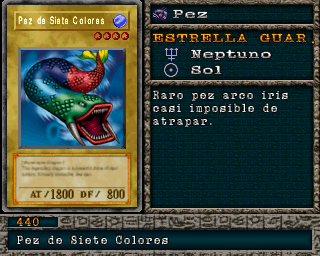 Pez de Siete Colores
AT/1800 DF/ 800
Pez
ESTRELLA GUAR.
Neptuno
Sol
Raro pez arco iris
casi imposible de
atrapar.
440
Pez de Siete Colores